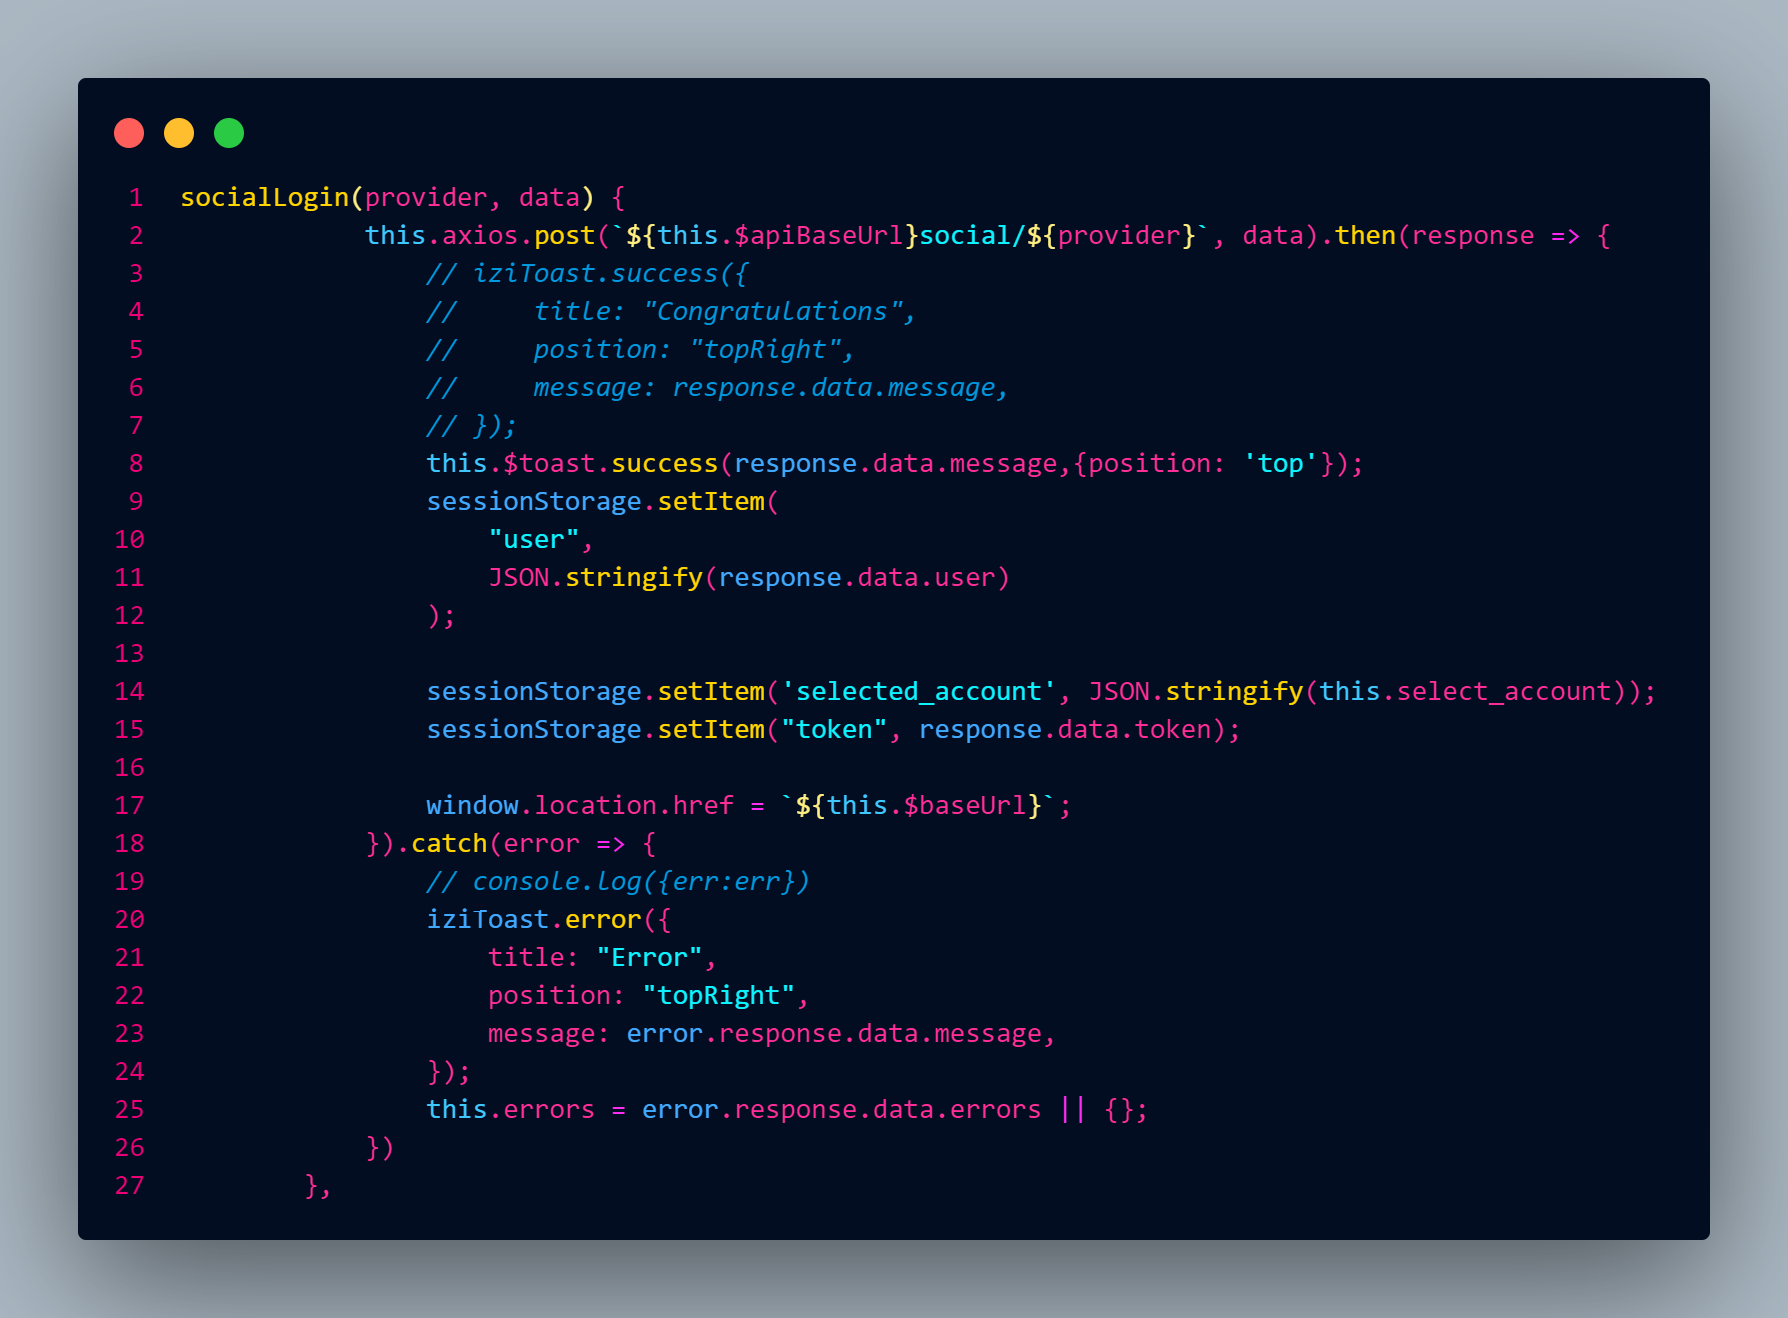 1 socialLogin(provider, data) {
2             this.axios.post(`${this.$apiBaseUrl}social/${provider}`, data).then(response => {
3                 // iziToast.success({
4                 //     title: "Congratulations",
5                 //     position: "topRight",
6                 //     message: response.data.message,
7                 // });
8                 this.$toast.success(response.data.message,{position: 'top'});
9                 sessionStorage.setItem(
10                     "user",
11                     JSON.stringify(response.data.user)
12                 );
13
14                 sessionStorage.setItem('selected_account', JSON.stringify(this.select_account));
15                 sessionStorage.setItem("token", response.data.token);
16
17                 window.location.href = `${this.$baseUrl}`;
18             }).catch(error => {
19                 // console.log({err:err})
20                 iziToast.error({
21                     title: "Error",
22                     position: "topRight",
23                     message: error.response.data.message,
24                 });
25                 this.errors = error.response.data.errors || {};
26             })
27         },